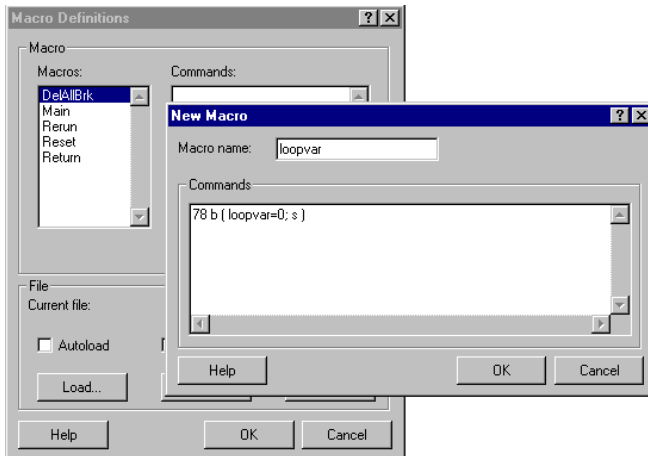 Macro Definitions
Macro
Macros:
Commands:
DelAllBrk
Main
Rerun
Reset
Return
New Macro
Macro name:
loopvar
Commands
78 b ( loopvar=0; s )
Help
OK
Cancel
File
Current file:
Autoload
Load...
Help
OK
Cancel